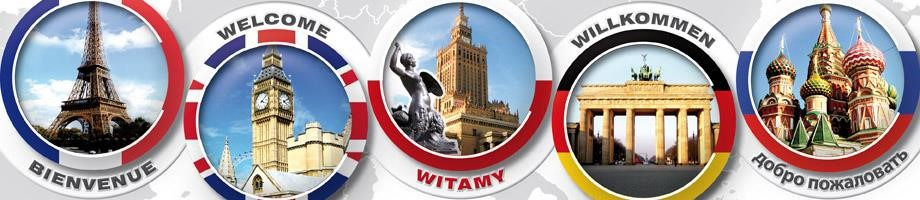 BIENVENUE
WELCOME
WITAMY
WILLKOMMEN
добро пожаловать